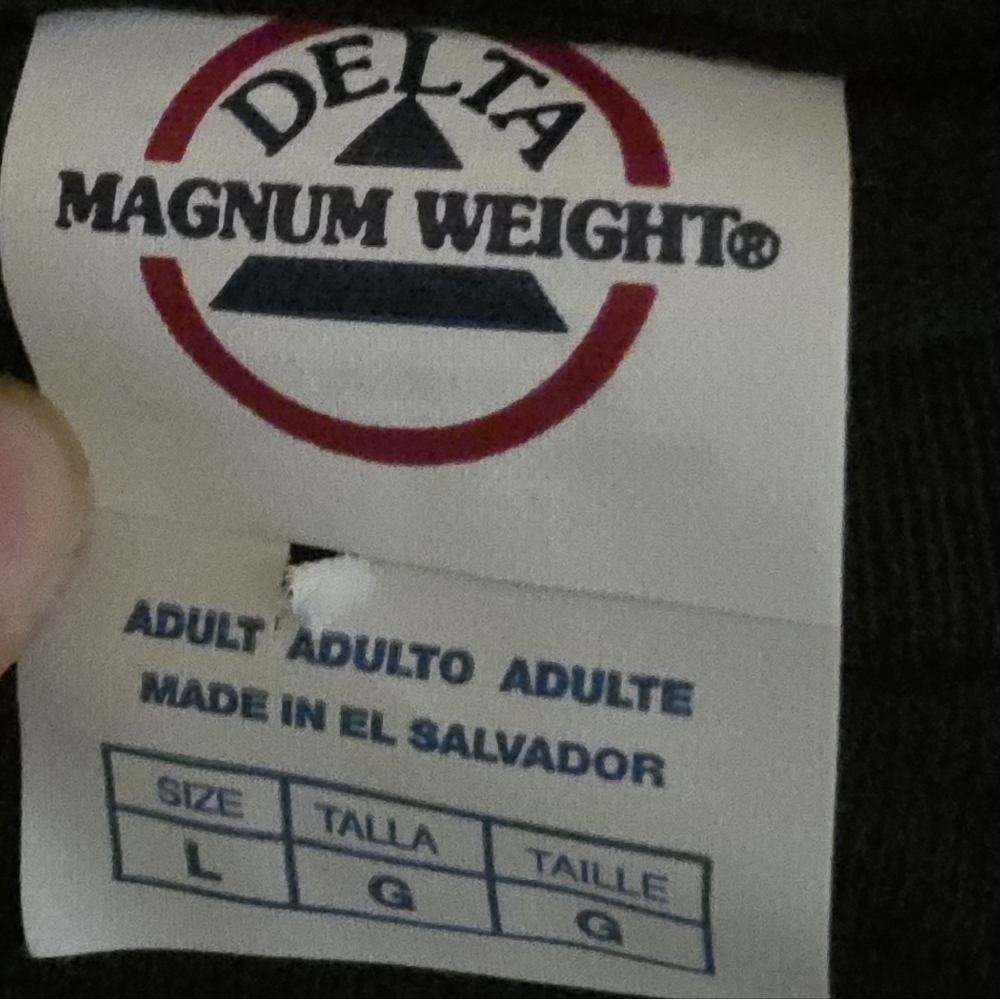 DELTA
MAGNUM WEIGHT®
ADULT ADULTO ADULTE
MADE IN EL SALVADOR
SIZE TALLA TAILLE
L G G